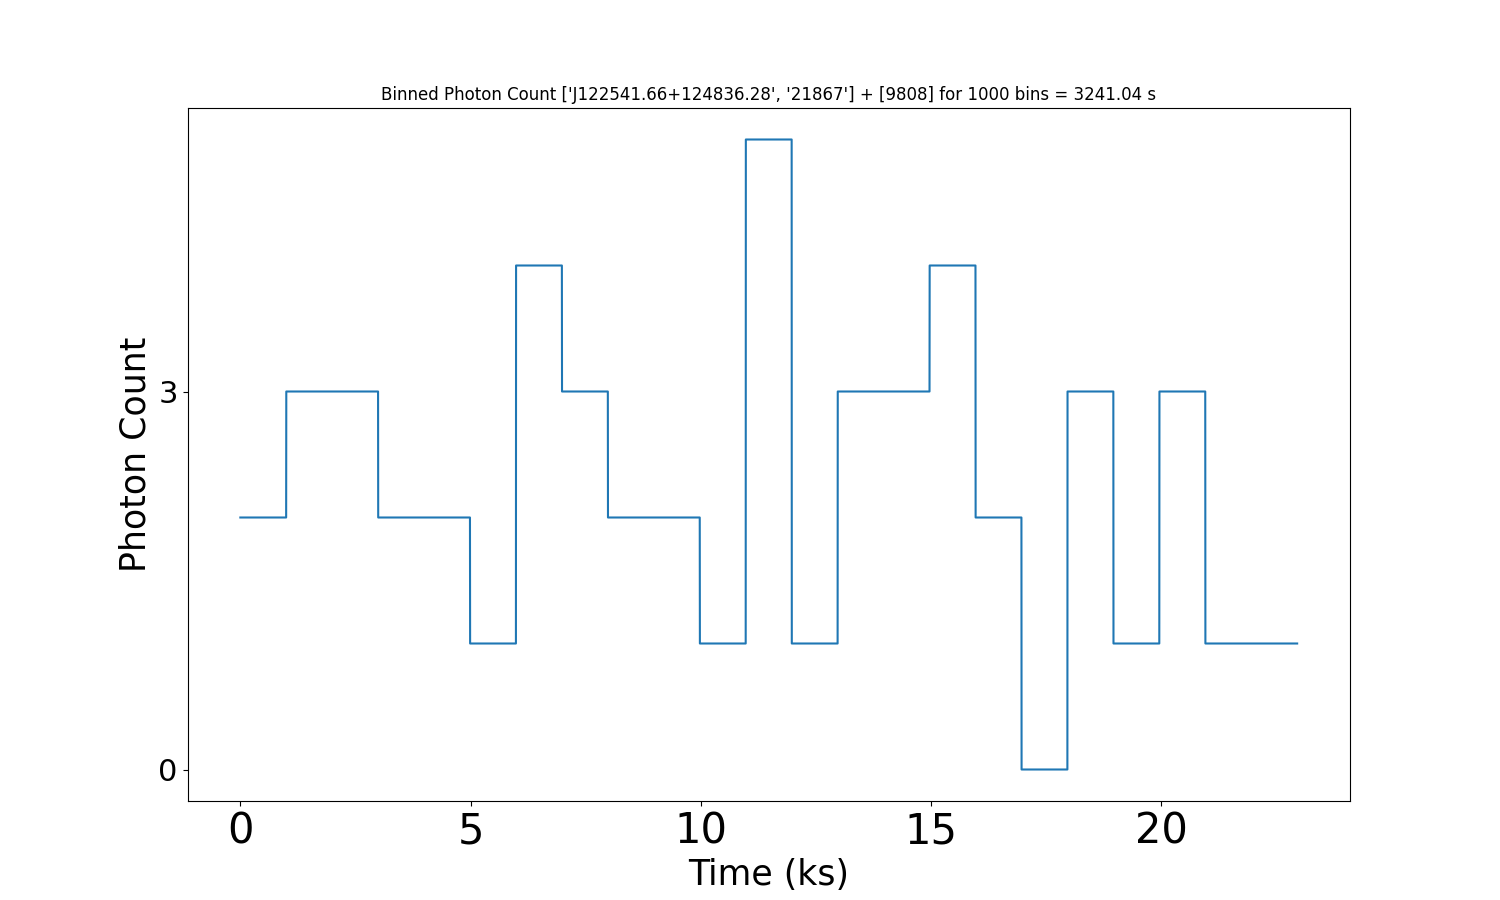 Binned Photon Count ['J122541.66+124836.28', '21867'] + [9808] for 1000 bins = 3241.04 s
Photon Count
3
0
0 5 10 15 20
Time (ks)